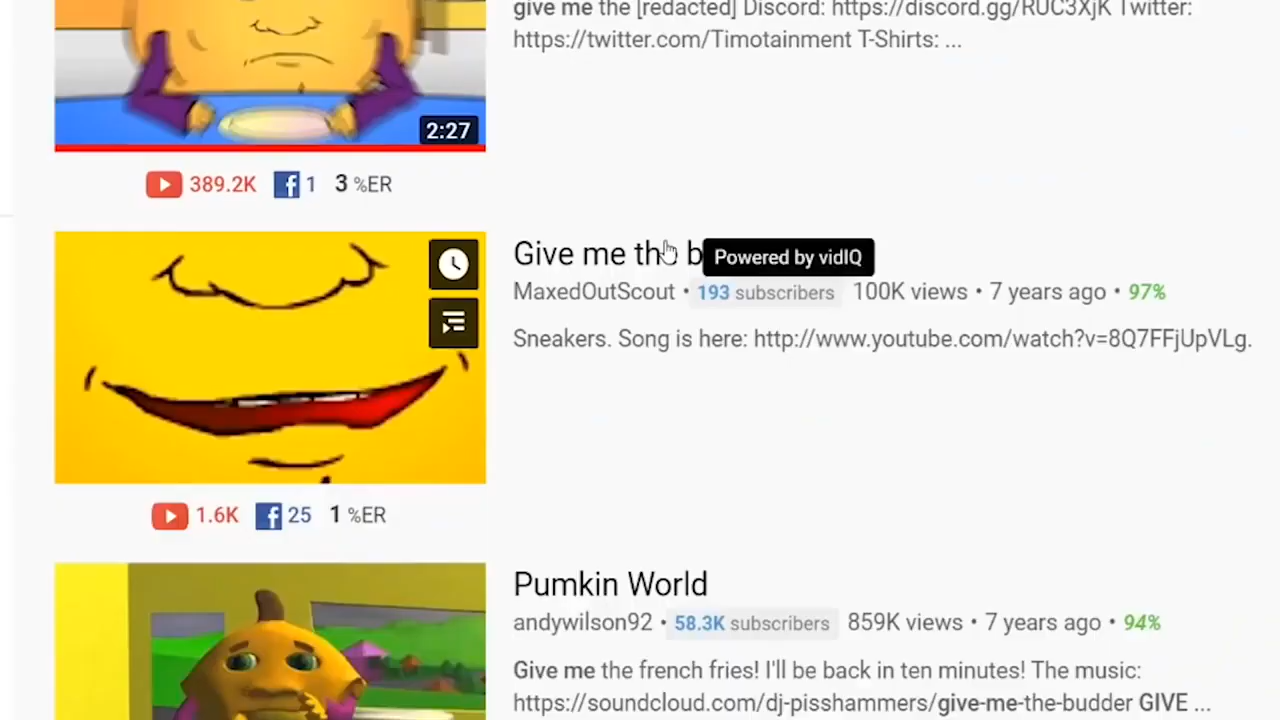 give me the [redacted] Discord: https://discord.gg/RUC3XjK Twitter:
https://twitter.com/Timotainment T-Shirts: ...
2:27
389.2K 1 3 %ER
Give me the b
Powered by vidIQ
MaxedOutScout • 193 subscribers 100K views • 7 years ago • 97%
Sneakers. Song is here: http://www.youtube.com/watch?v=8Q7FFjUpVLg.
1.6K 25 1 %ER
Pumkin World
andywilson92 • 58.3K subscribers 859K views • 7 years ago • 94%
Give me the french fries! I'll be back in ten minutes! The music:
https://soundcloud.com/dj-pisshammers/give-me-the-budder GIVE ...